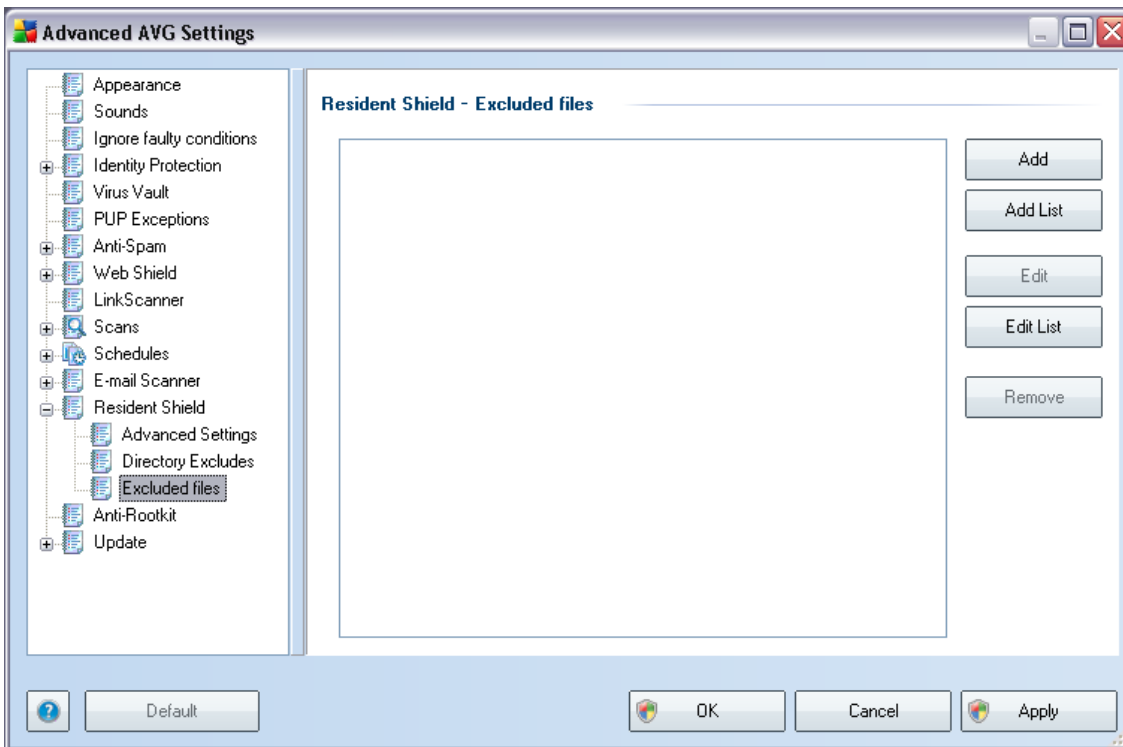 Advanced AVG Settings
Appearance
Sounds
Ignore faulty conditions
Identity Protection
Virus Vault
PUP Exceptions
Anti-Spam
Web Shield
LinkScanner
Scans
Schedules
E-mail Scanner
Resident Shield
Advanced Settings
Directory Excludes
Excluded files
Anti-Rootkit
Update
Resident Shield - Excluded files
Add
Add List
Edit
Edit List
Remove
?
Default
OK
Cancel
Apply